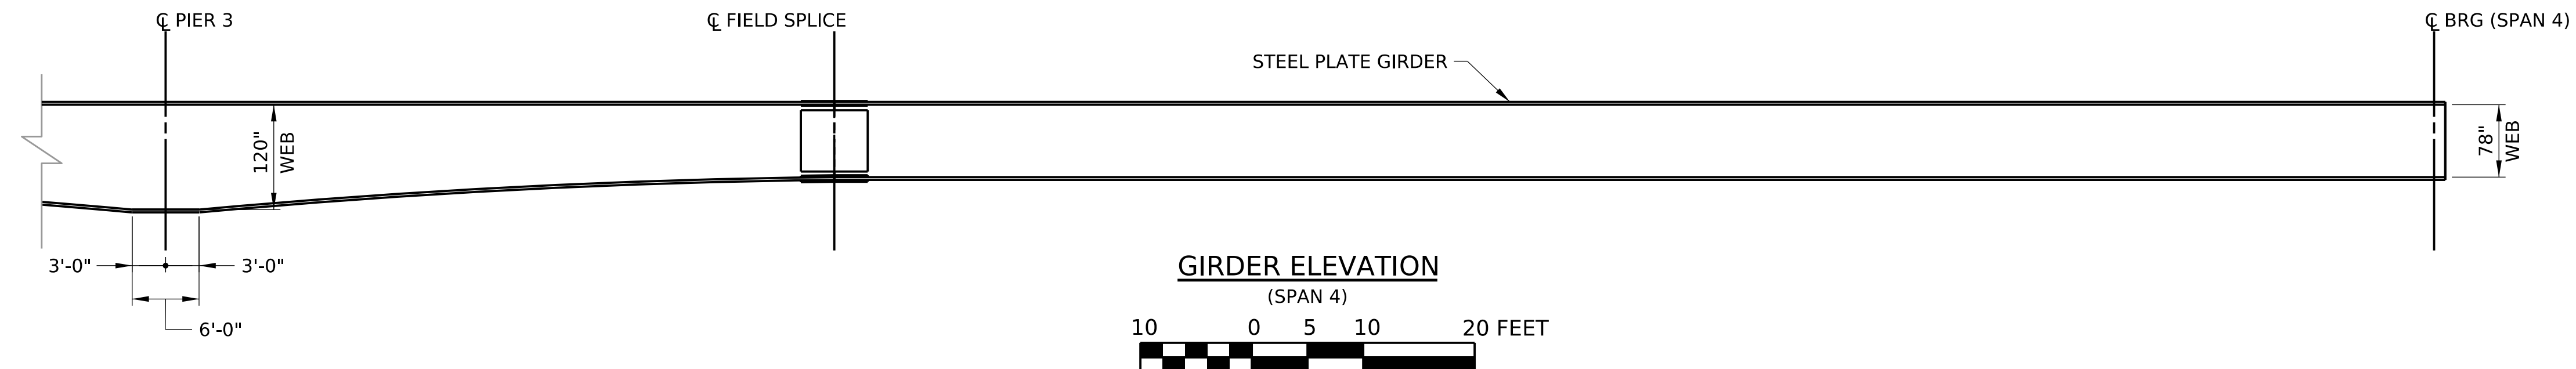 ℄ PIER 3
℄ FIELD SPLICE
℄ BRG (SPAN 4)
STEEL PLATE GIRDER
120"
WEB
78"
WEB
3'-0"
3'-0"
6'-0"
GIRDER ELEVATION
(SPAN 4)
10 0 5 10 20 FEET